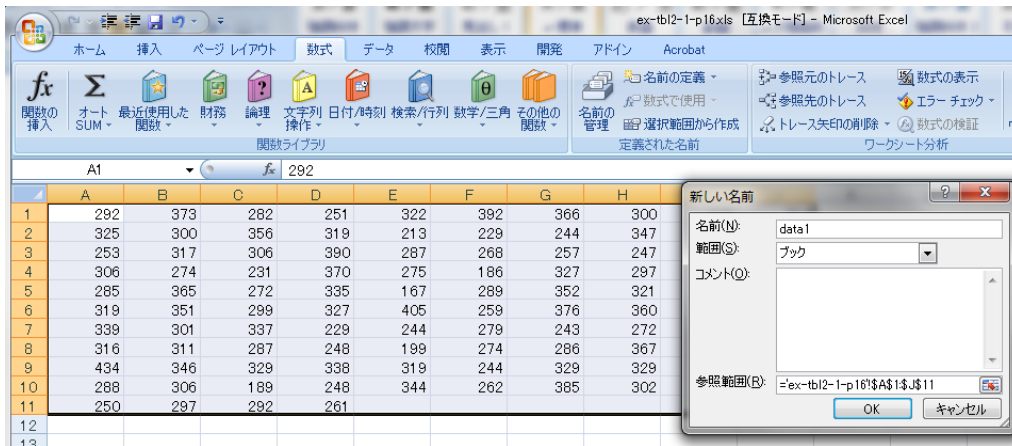 ex-tbl2-1-p16.xls [互換モード] - Microsoft Excel
ホーム 挿入 ページ レイアウト 数式 データ 校閲 表示 開発 アドイン Acrobat
fx Σ ? A θ
関数の挿入 オート SUM 最近使用した関数 財務 論理 文字列操作 日付/時刻 検索/行列 数学/三角 その他の関数
関数ライブラリ
名前の管理 名前の定義 数式で使用 選択範囲から作成
定義された名前
参照元のトレース 参照先のトレース トレース矢印の削除 数式の表示 エラー チェック 数式の検証
ワークシート分析
A1 fx 292
A B C D E F G H
1 292 373 282 251 322 392 366 300
2 325 300 356 319 213 229 244 347
3 253 317 306 390 287 268 257 247
4 306 274 231 370 275 186 327 297
5 285 365 272 335 167 289 352 321
6 319 351 299 327 405 259 376 360
7 339 301 337 229 244 279 243 272
8 316 311 287 248 199 274 286 367
9 434 346 329 338 319 244 329 329
10 288 306 189 248 344 262 385 302
11 250 297 292 261
12
13
新しい名前
名前(N): data1
範囲(S): ブック
コメント(O):
参照範囲(R): ='ex-tbl2-1-p16'!$A$1:$J$11
OK キャンセル